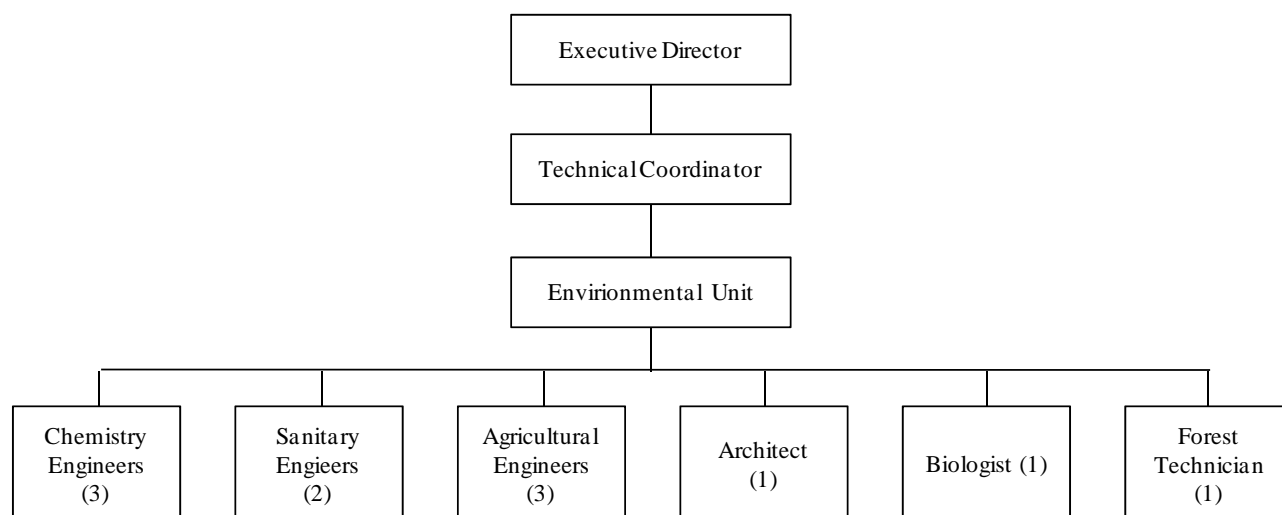 Executive Director
Technical Coordinator
Envirionmental Unit
Chemistry
Engineers
(3)
Sanitary
Engieers
(2)
Agricultural
Engineers
(3)
Architect
(1)
Biologist (1)
Forest
Technician
(1)